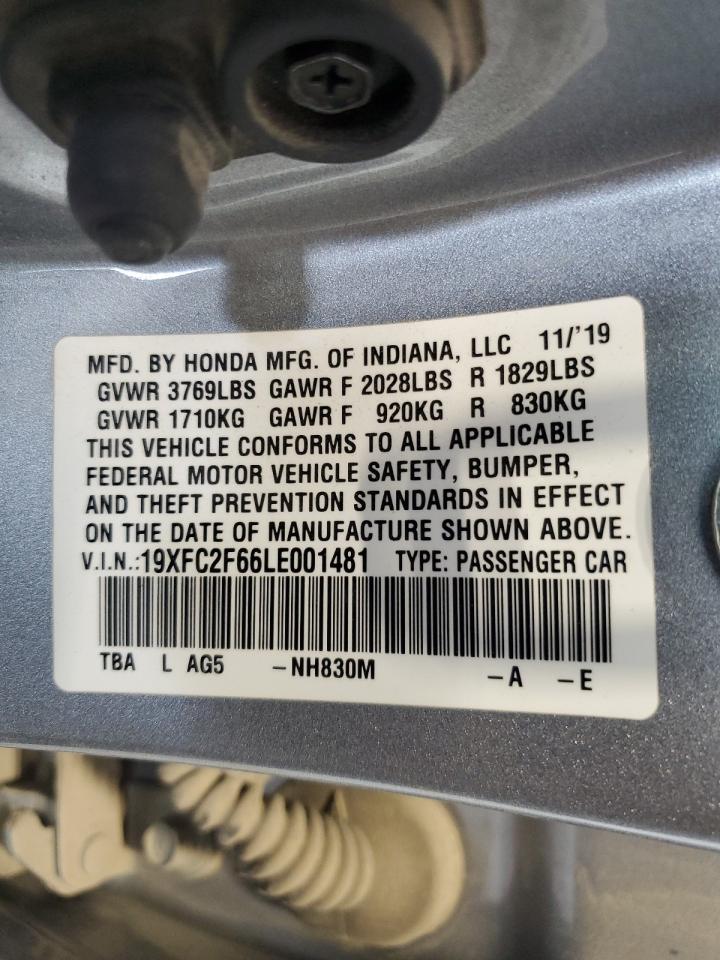 MFD. BY HONDA MFG. OF INDIANA, LLC 11/'19
GVWR 3769LBS GAWR F 2028LBS R 1829LBS
GVWR 1710KG GAWR F 920KG R 830KG
THIS VEHICLE CONFORMS TO ALL APPLICABLE
FEDERAL MOTOR VEHICLE SAFETY, BUMPER,
AND THEFT PREVENTION STANDARDS IN EFFECT
ON THE DATE OF MANUFACTURE SHOWN ABOVE.
V.I.N.:19XFC2F66LE001481 TYPE: PASSENGER CAR
TBA L AG5 -NH830M -A -E